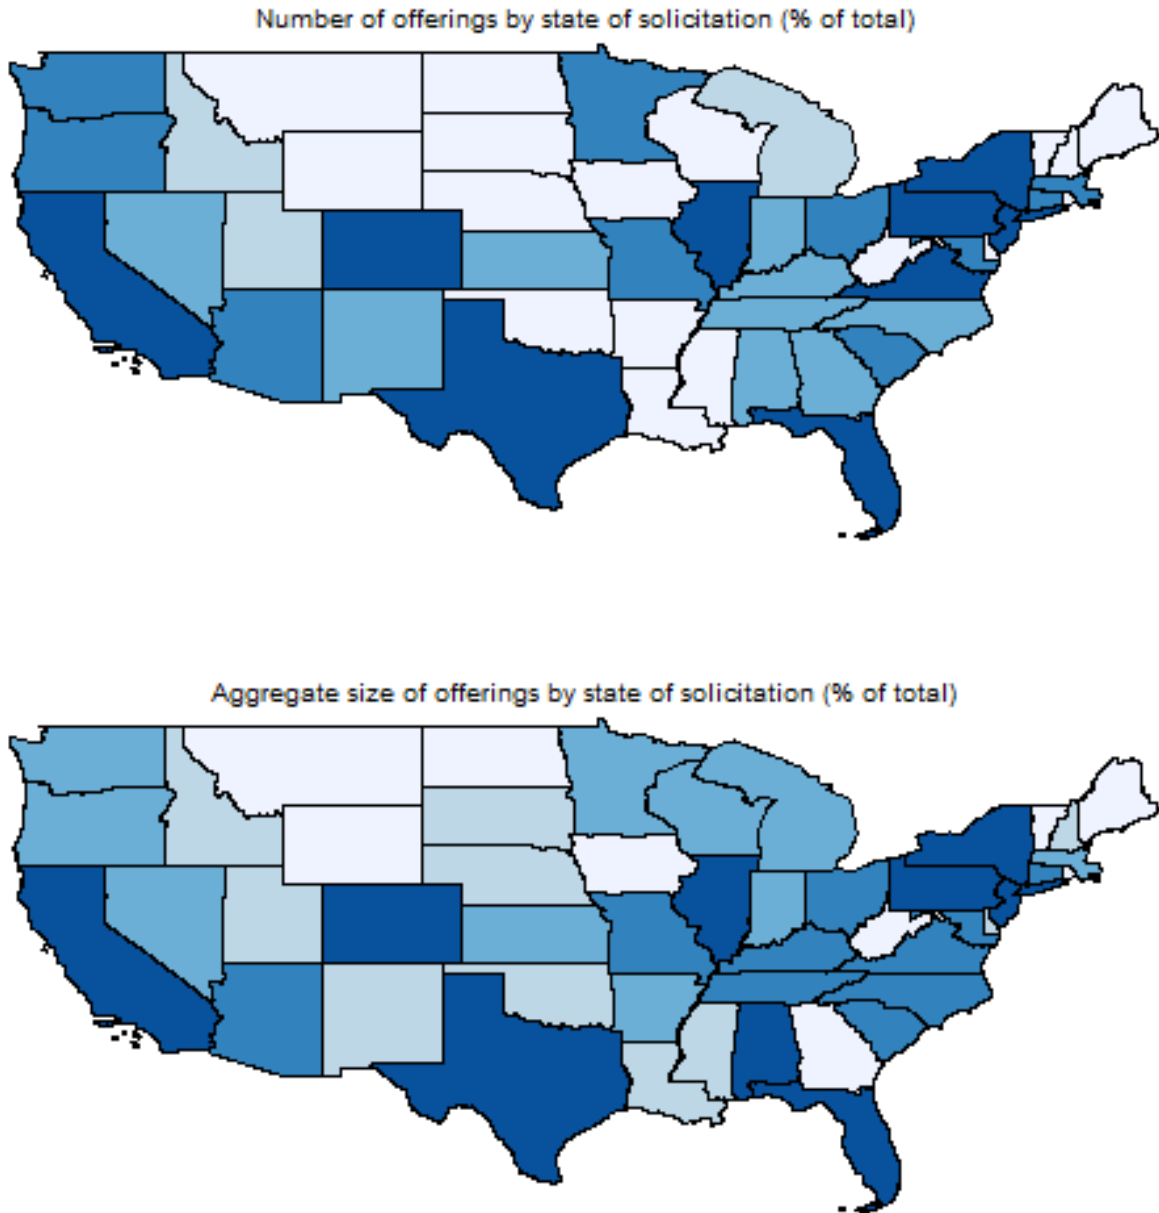 Number of offerings by state of solicitation (% of total)
Aggregate size of offerings by state of solicitation (% of total)